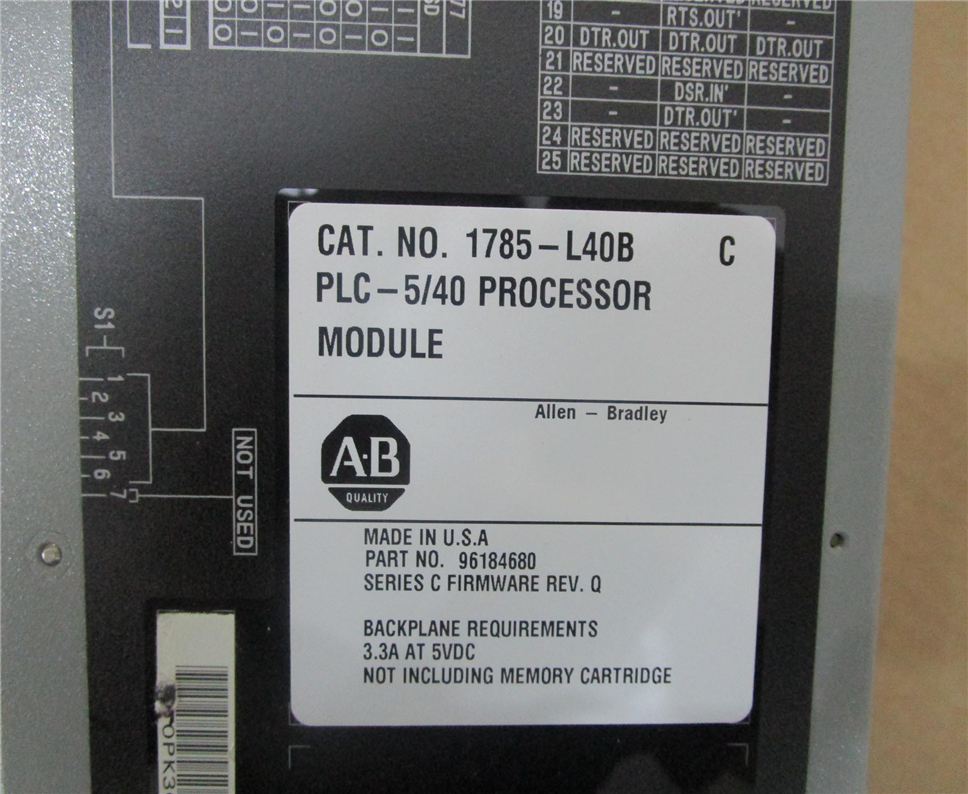 77
19 - RTS.OUT' -
20 DTR.OUT DTR.OUT DTR.OUT
21 RESERVED RESERVED RESERVED
22 - DSR.IN' -
23 - DTR.OUT' -
24 RESERVED RESERVED RESERVED
25 RESERVED RESERVED RESERVED
CAT. NO. 1785-L40B C
PLC-5/40 PROCESSOR
MODULE
Allen - Bradley
A·B
QUALITY
MADE IN U.S.A
PART NO. 96184680
SERIES C FIRMWARE REV. Q
BACKPLANE REQUIREMENTS
3.3A AT 5VDC
NOT INCLUDING MEMORY CARTRIDGE
S1
1
2
3
4
5
6
7
NOT USED